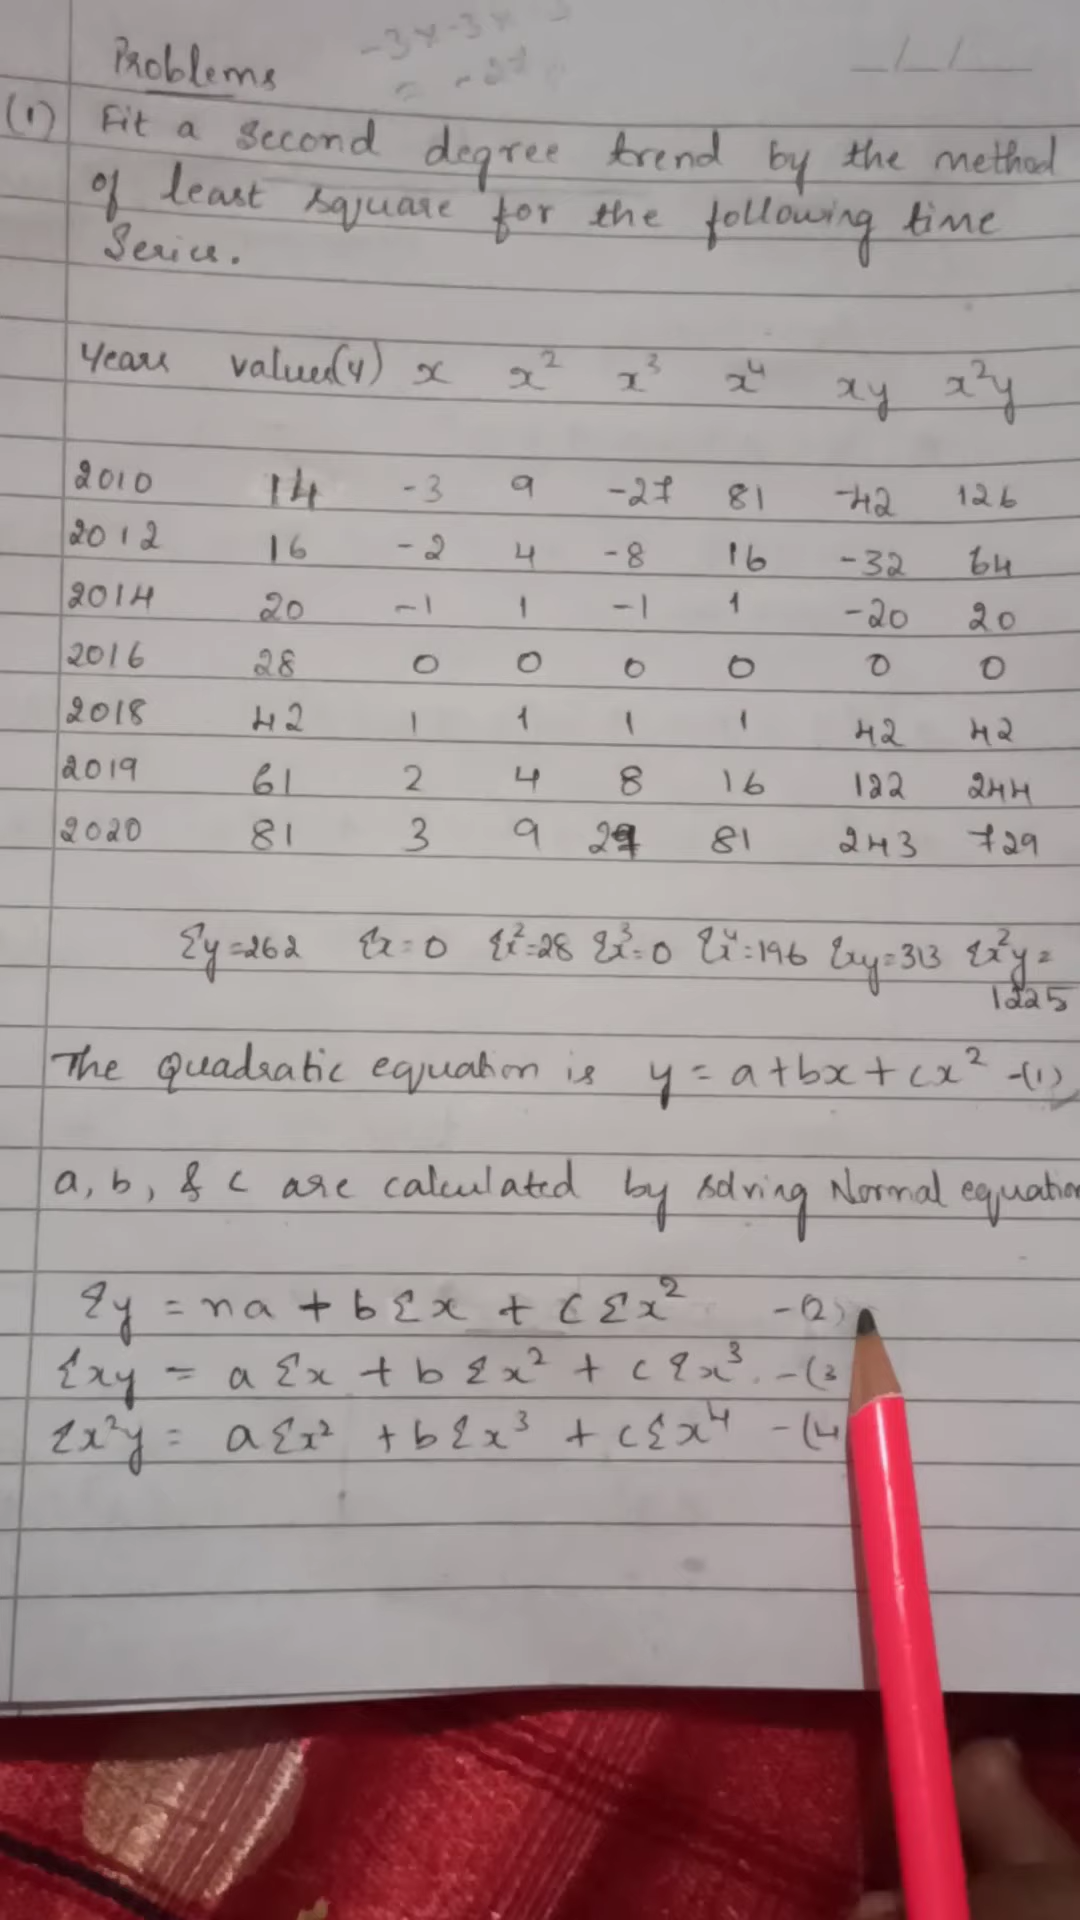 -3x-3x-3
= -27
Problems
(1) Fit a second degree trend by the method
of least square for the following time
Series.
Years values(y) x x² x³ x⁴ xy x²y
2010 14 -3 9 -27 81 -42 126
2012 16 -2 4 -8 16 -32 64
2014 20 -1 1 -1 1 -20 20
2016 28 0 0 0 0 0 0
2018 42 1 1 1 1 42 42
2019 61 2 4 8 16 122 244
2020 81 3 9 27 81 243 729
Σy=262 Σx=0 Σx²=28 Σx³=0 Σx⁴=196 Σxy=313 Σx²y=
1225
The Quadratic equation is y = a+bx+cx² -(1)
a, b, & c are calculated by solving Normal equation
Σy = na + bΣx + cΣx² -(2)
Σxy = aΣx + bΣx² + cΣx³. -(3
Σx²y = aΣx² + bΣx³ + cΣx⁴ -(4